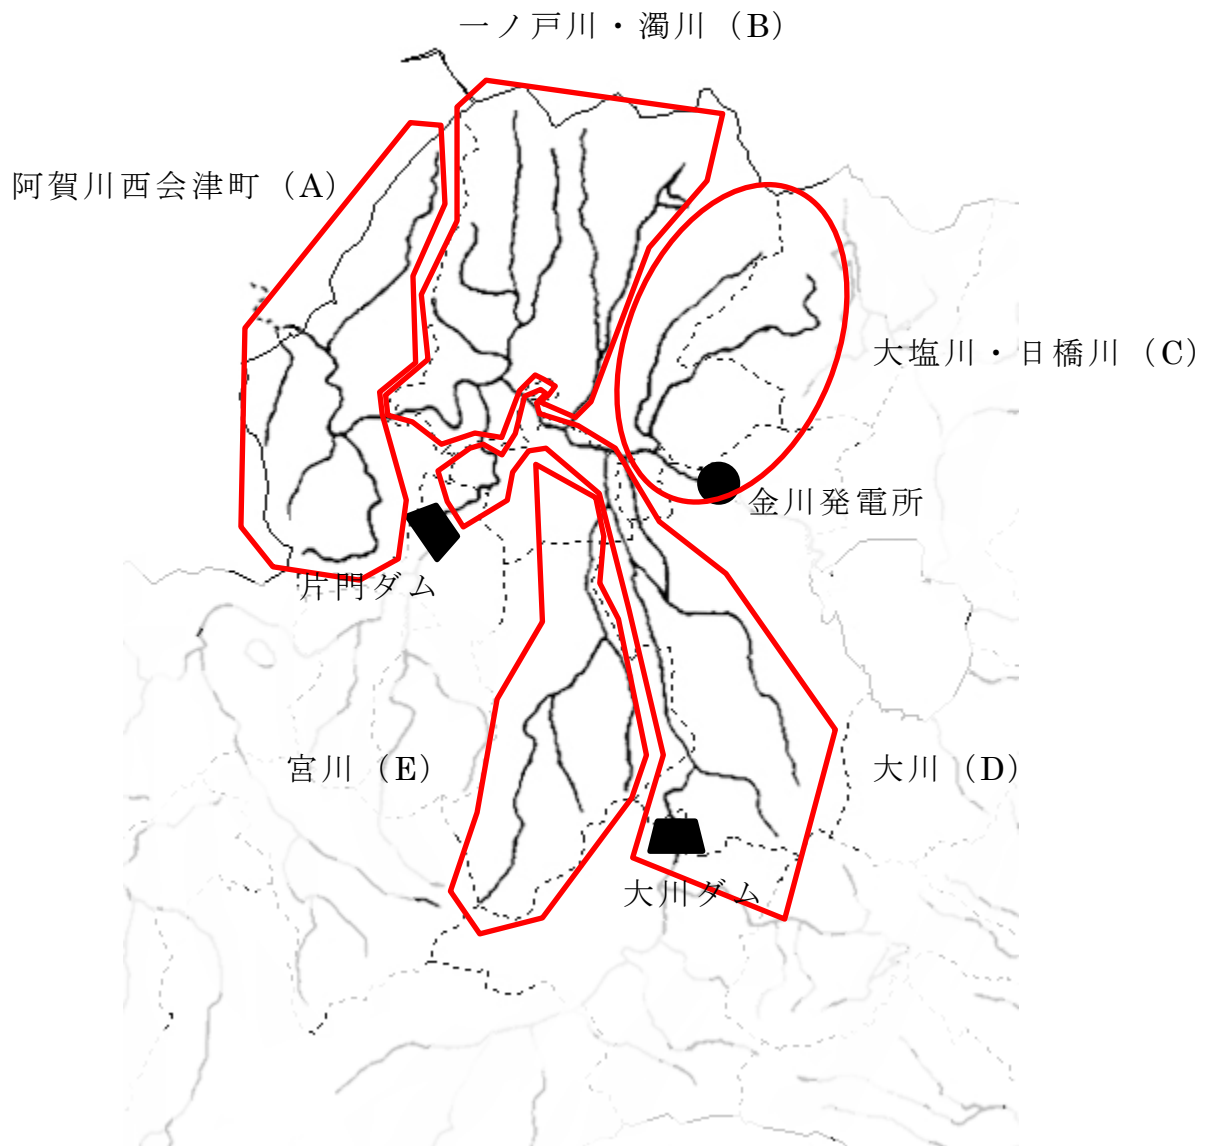 一ノ戸川・濁川（B）
阿賀川西会津町（A）
大塩川・日橋川（C）
金川発電所
片門ダム
宮川（E）
大川（D）
大川ダム